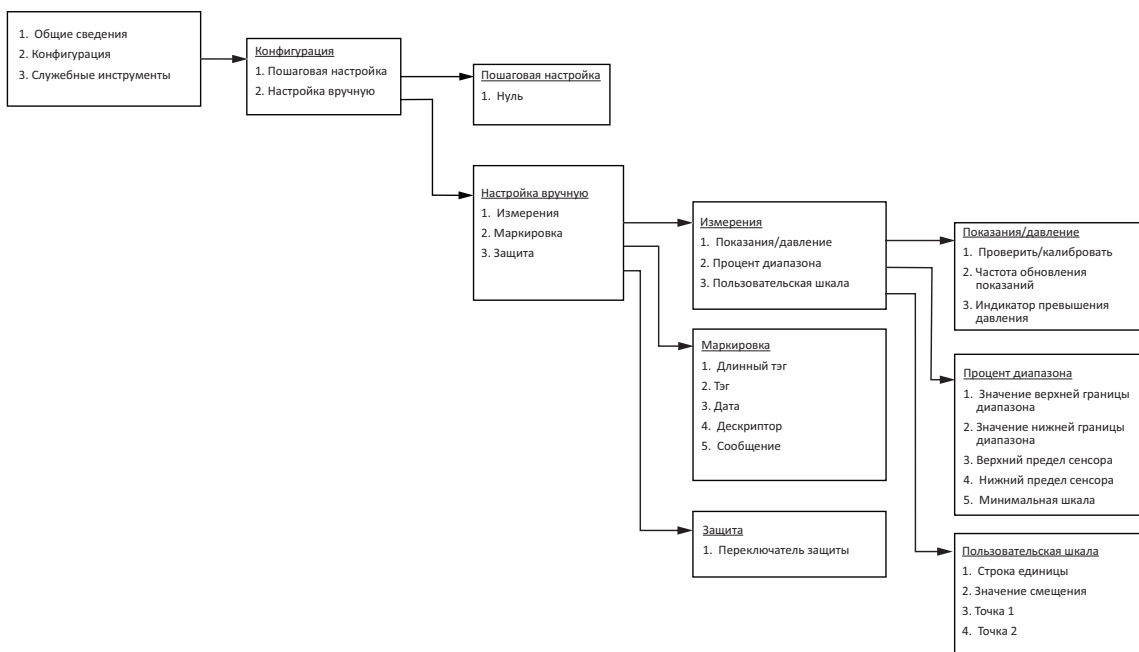 1. Общие сведения
2. Конфигурация
3. Служебные инструменты
Конфигурация
1. Пошаговая настройка
2. Настройка вручную
Пошаговая настройка
1. Нуль
Настройка вручную
1. Измерения
2. Маркировка
3. Защита
Измерения
1. Показания/давление
2. Процент диапазона
3. Пользовательская шкала
Показания/давление
1. Проверить/калибровать
2. Частота обновления
показаний
3. Индикатор превышения
давления
Маркировка
1. Длинный тэг
2. Тэг
3. Дата
4. Дескриптор
5. Сообщение
Процент диапазона
1. Значение верхней границы
диапазона
2. Значение нижней границы
диапазона
3. Верхний предел сенсора
4. Нижний предел сенсора
5. Минимальная шкала
Защита
1. Переключатель защиты
Пользовательская шкала
1. Строка единицы
2. Значение смещения
3. Точка 1
4. Точка 2